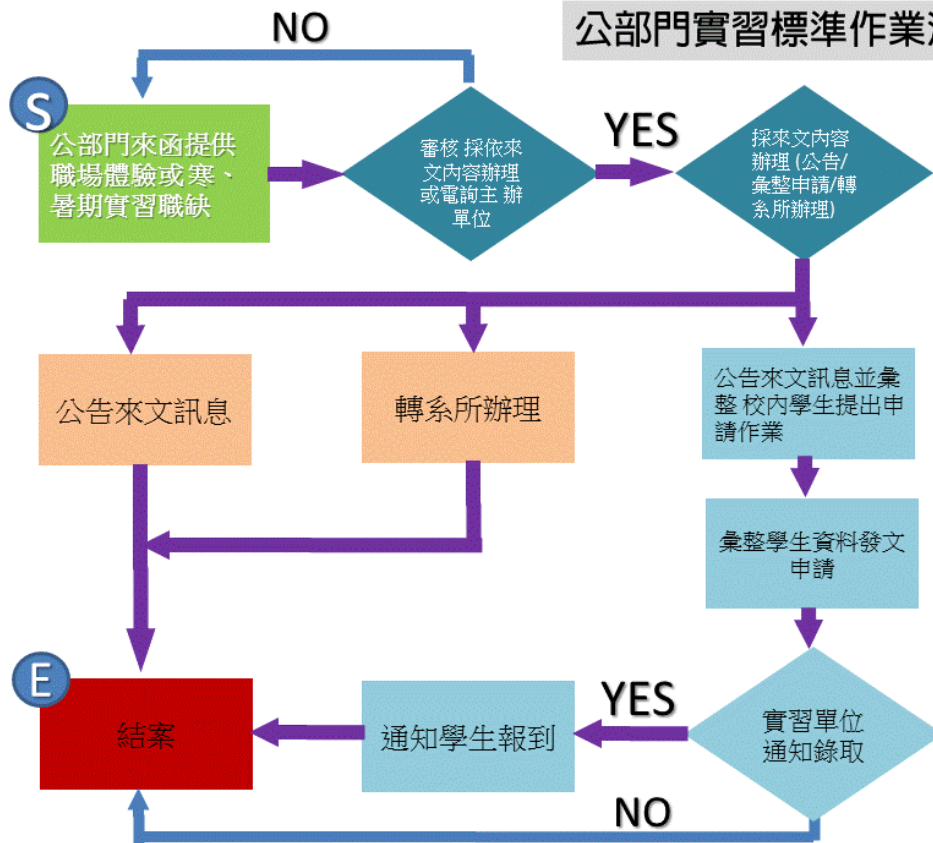 公部門實習標準作業
NO
S
公部門來函提供
職場體驗或 寒、
暑期實習職缺
審核 採依來
文內容辦理
或電詢主 辦
單位
YES
採來文內容
辦理 (公告/
彙整申請/轉
系所辦理)
公告來文訊息
轉系所辦理
公告來文訊息並彙
整 校內學生提出申
請作業
彙整學生資料發文
申請
E
結案
通知學生報到
YES
實習單位
通知錄取
NO